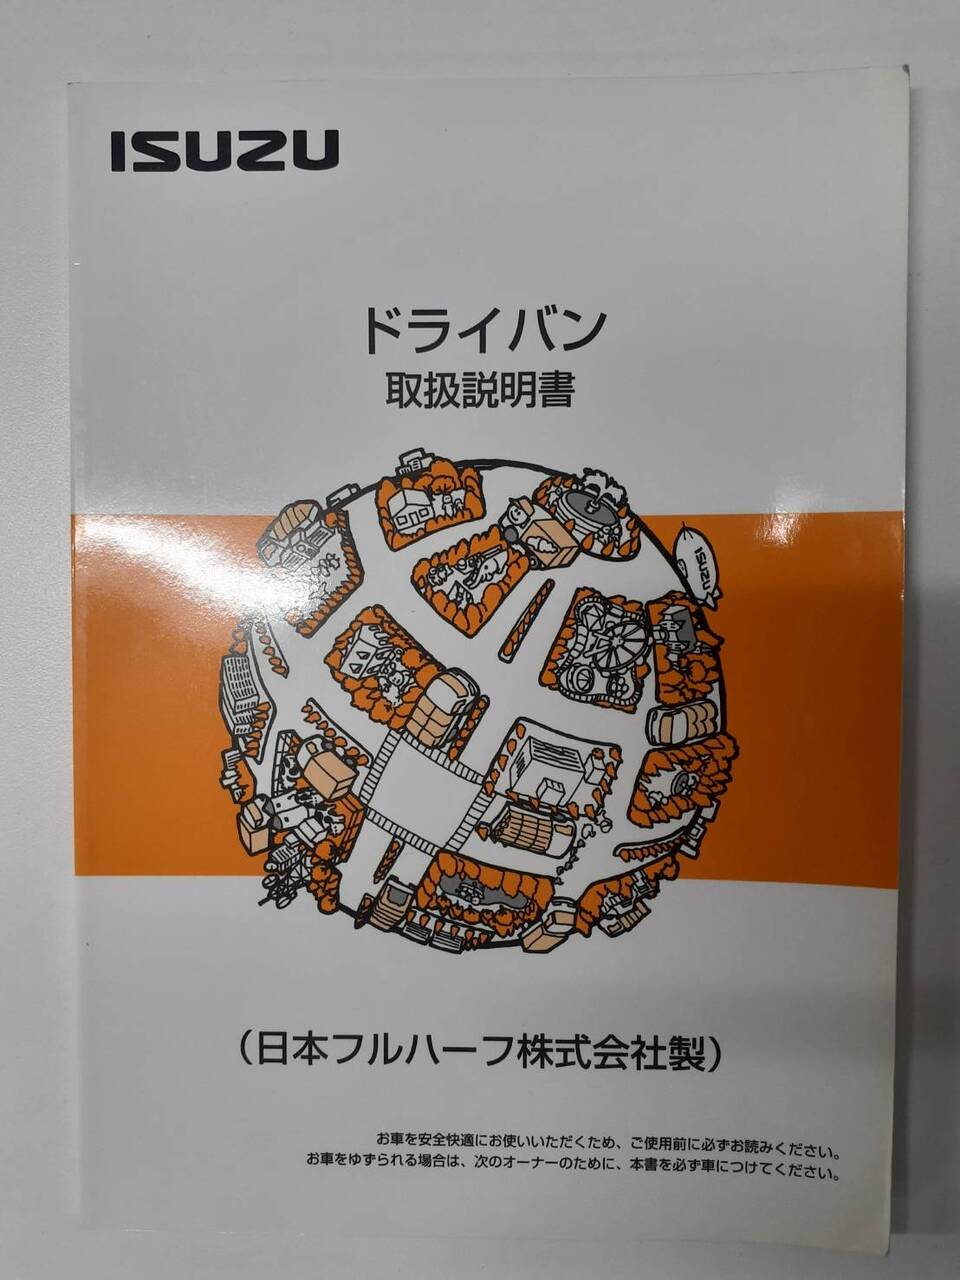 ISUZU
ドライバン
取扱説明書
ISUZU
（日本フルハーフ株式会社製）
お車を安全快適にお使いいただくため、ご使用前に必ずお読みください。
お車をゆずられる場合は、次のオーナーのために、本書を必ず車につけてください。